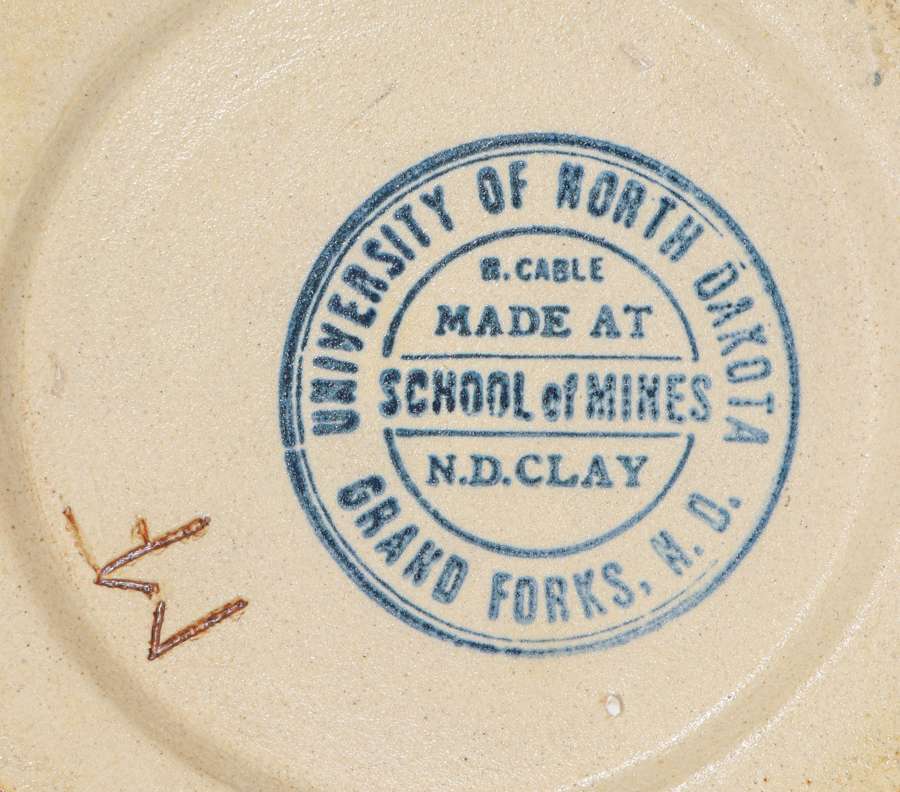 UNIVERSITY OF NORTH DAKOTA
B. CABLE
MADE AT
SCHOOL of MINES
N.D. CLAY
GRAND FORKS, N. D.